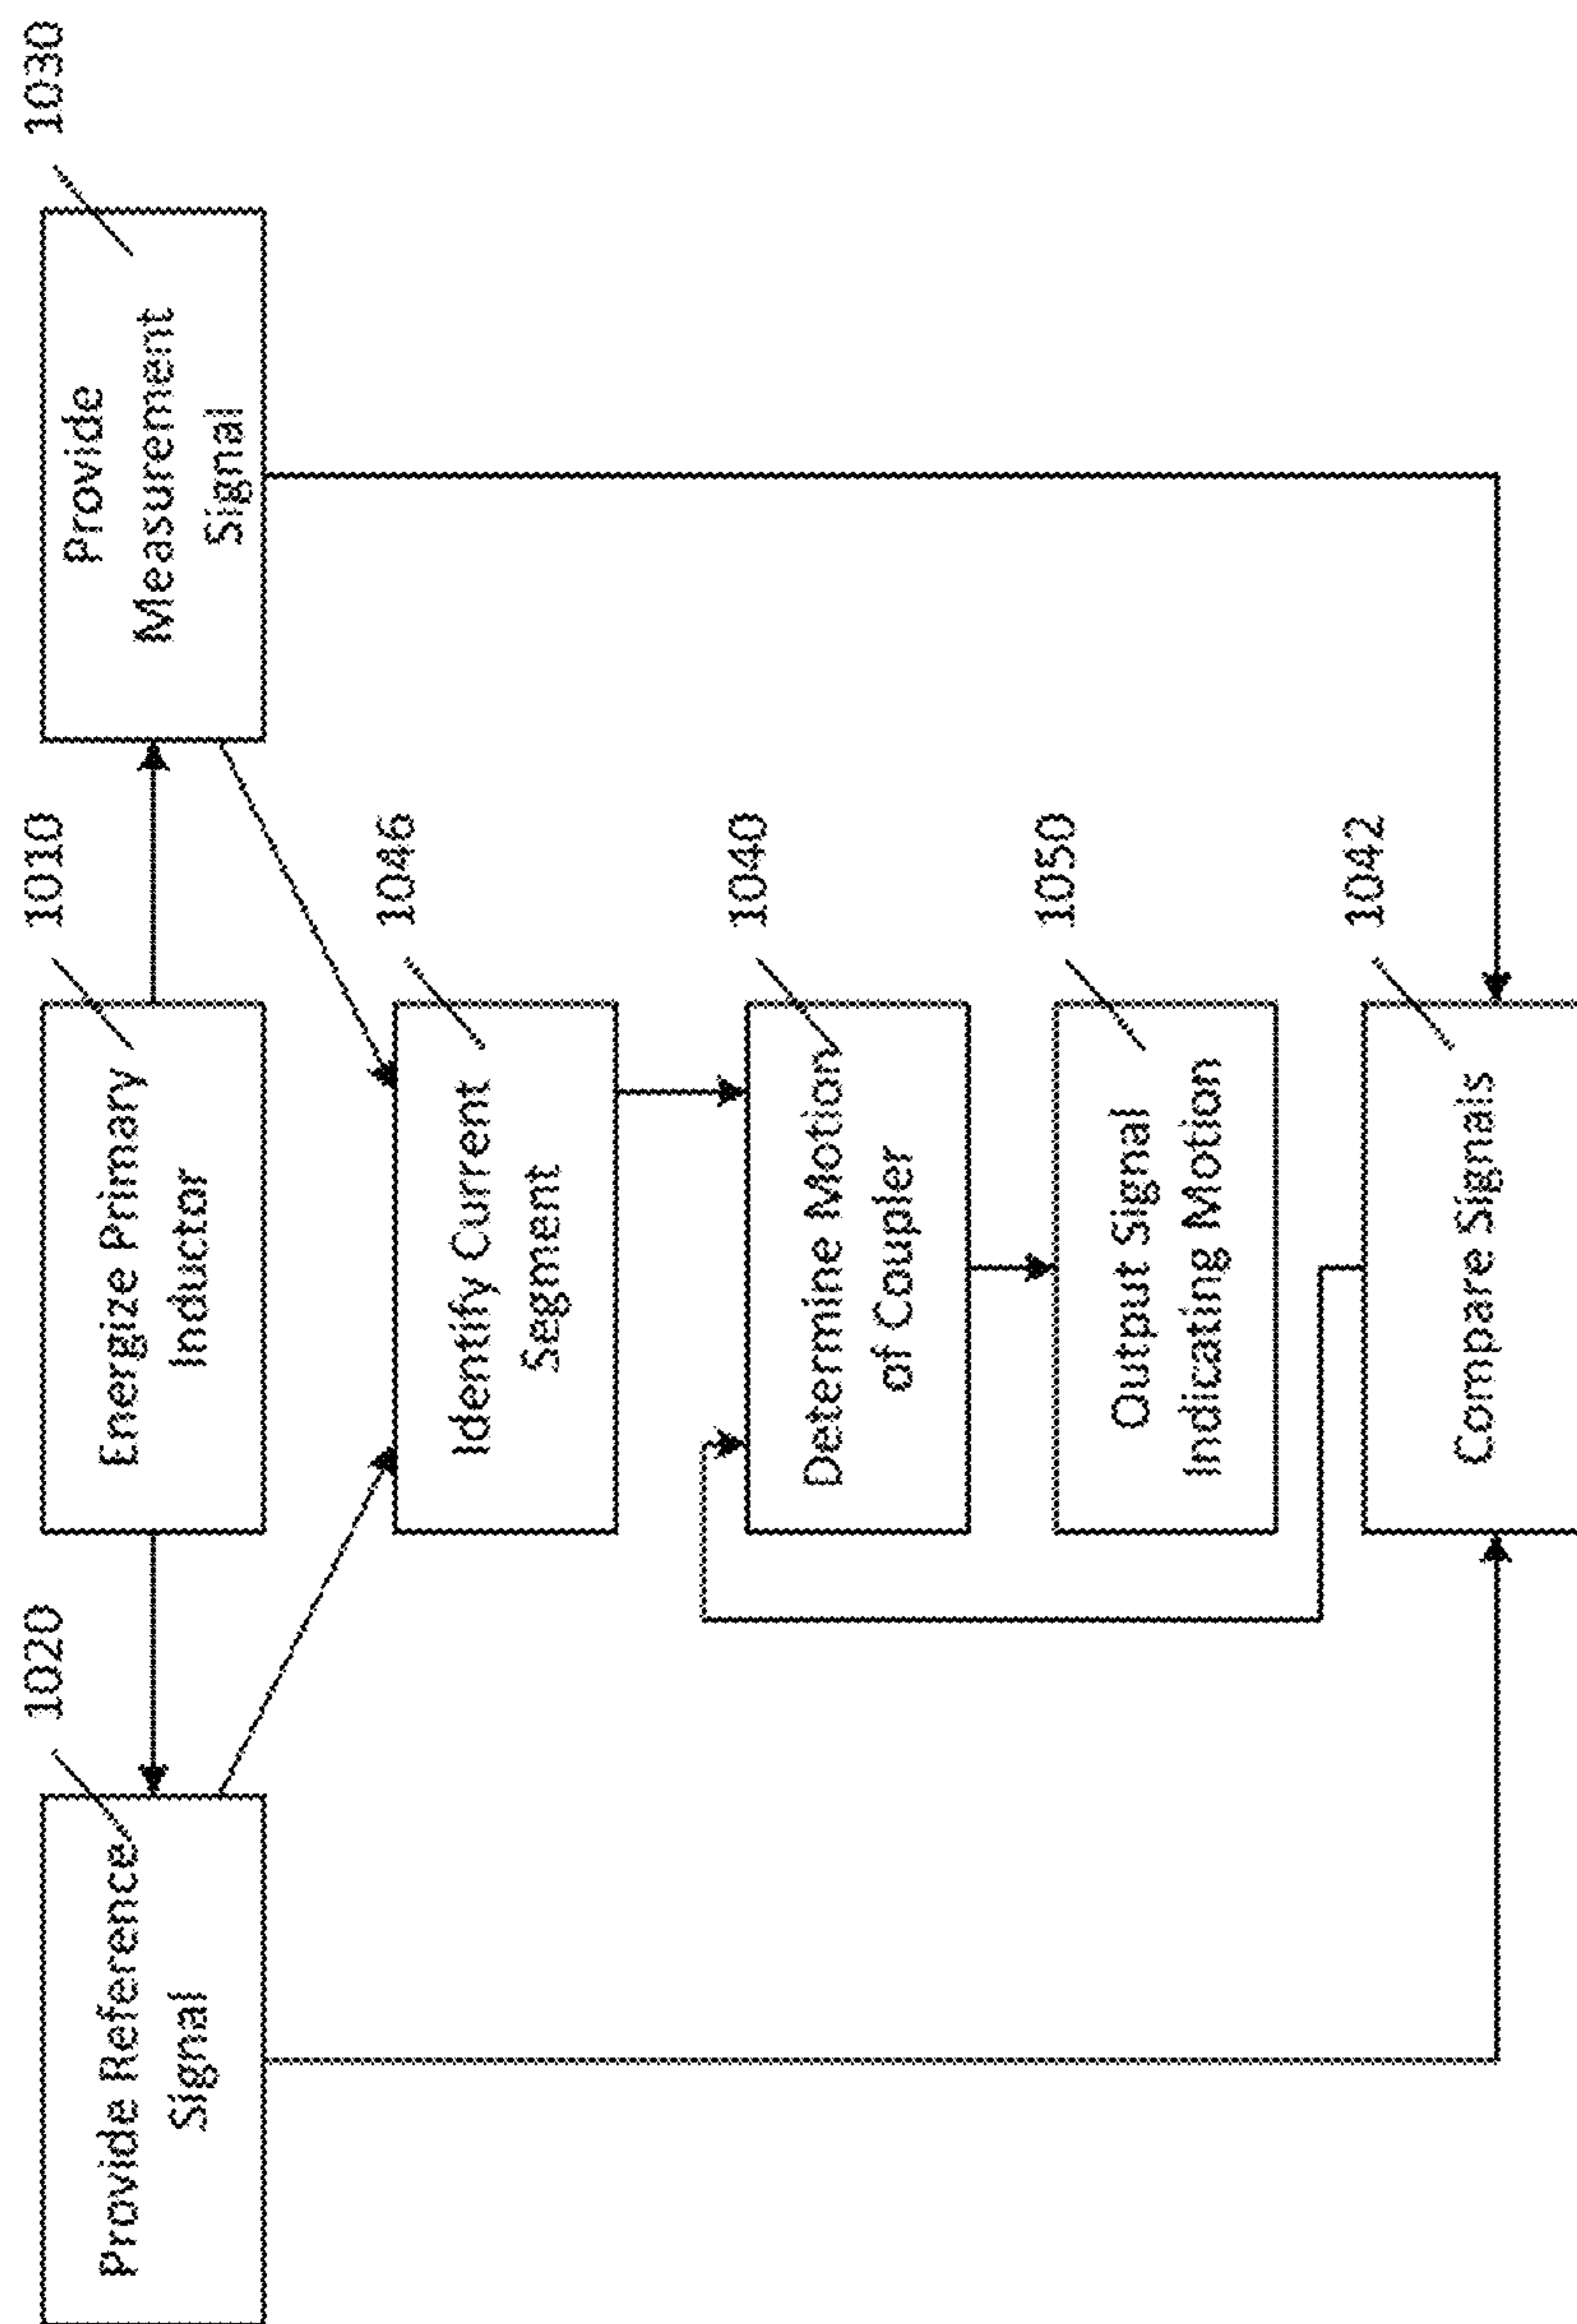 1020
1010
1030
Provide Reference
Signal
Energize Primary
Inductor
Provide
Measurement
Signal
1046
Identify Current
Segment
1040
Determine Motion
of Coupler
1050
Output Signal
Indicating Motion
1042
Compare Signals